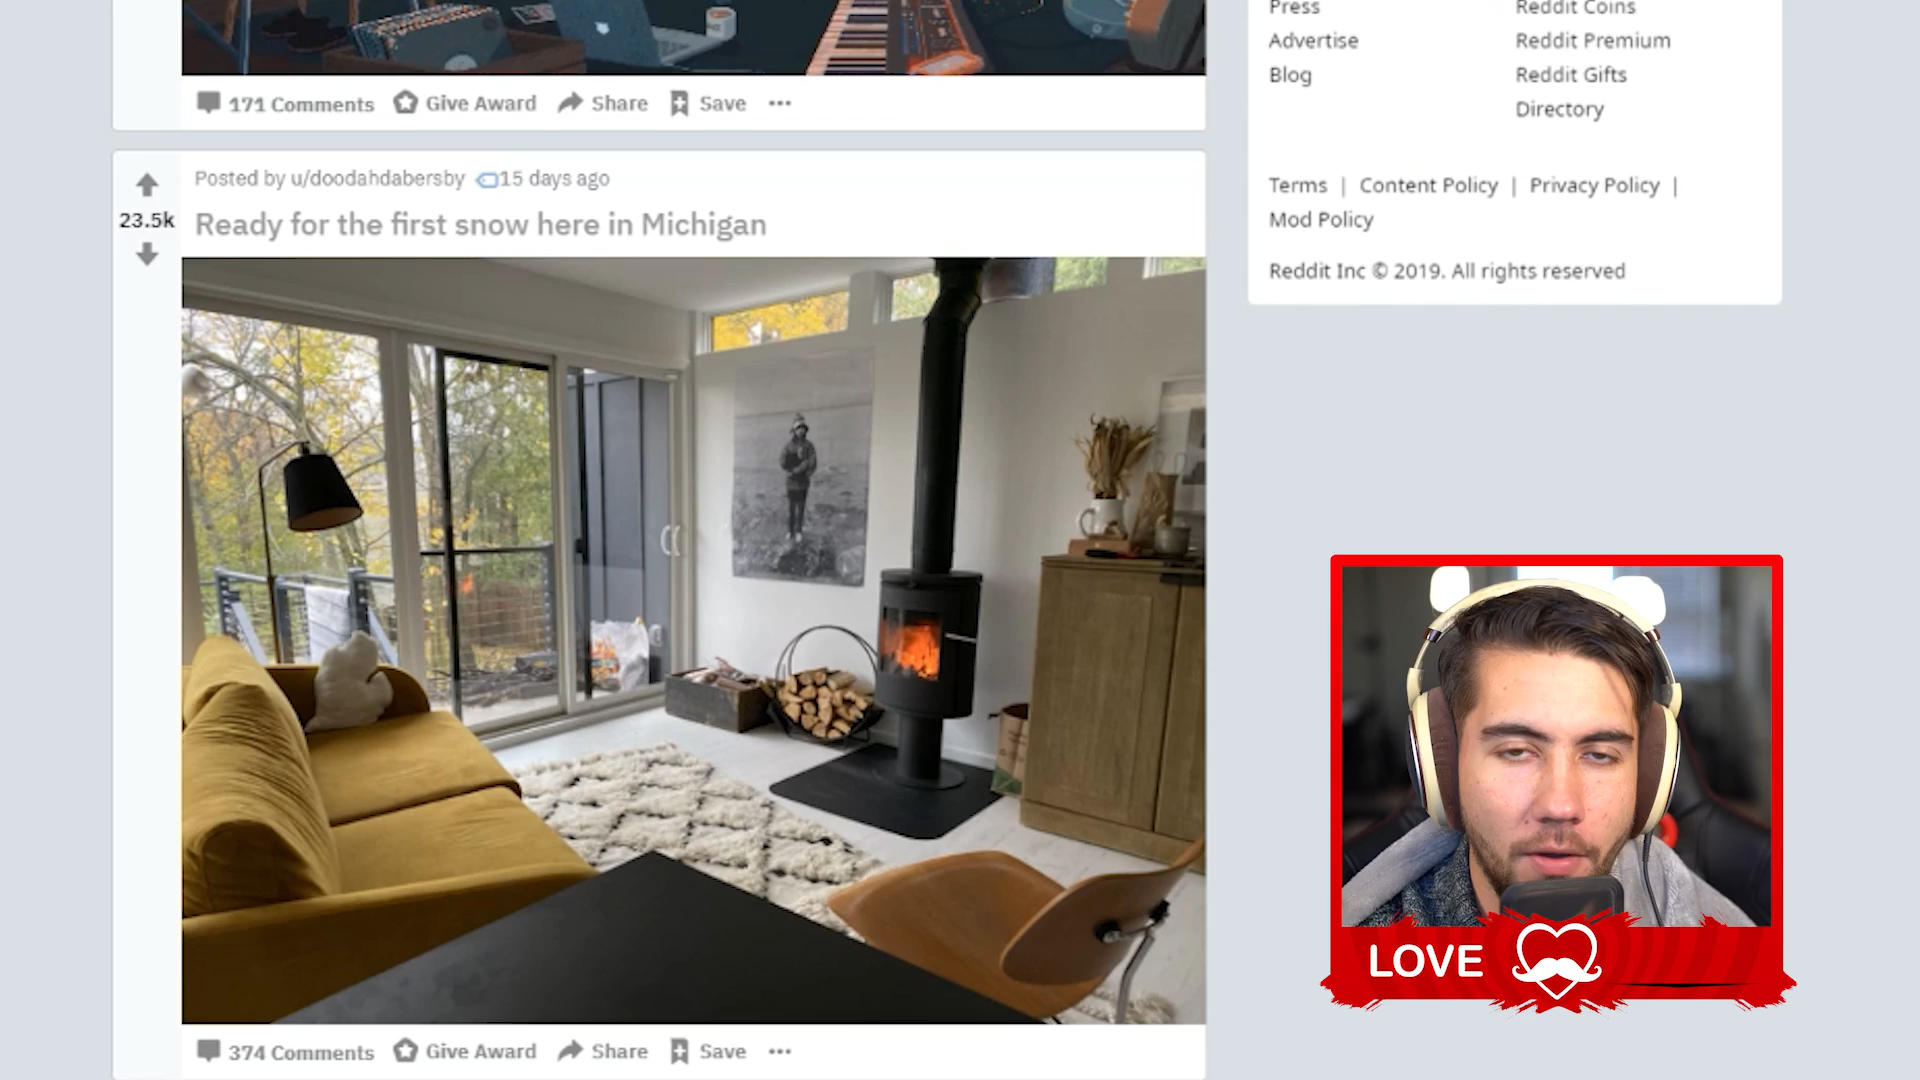 Press
Reddit Coins
Advertise
Reddit Premium
Blog
Reddit Gifts
Directory
171 Comments
Give Award
Share
Save
Posted by u/doodahdabersby 15 days ago
23.5k
Ready for the first snow here in Michigan
Terms | Content Policy | Privacy Policy |
Mod Policy
Reddit Inc © 2019. All rights reserved
LOVE
374 Comments
Give Award
Share
Save